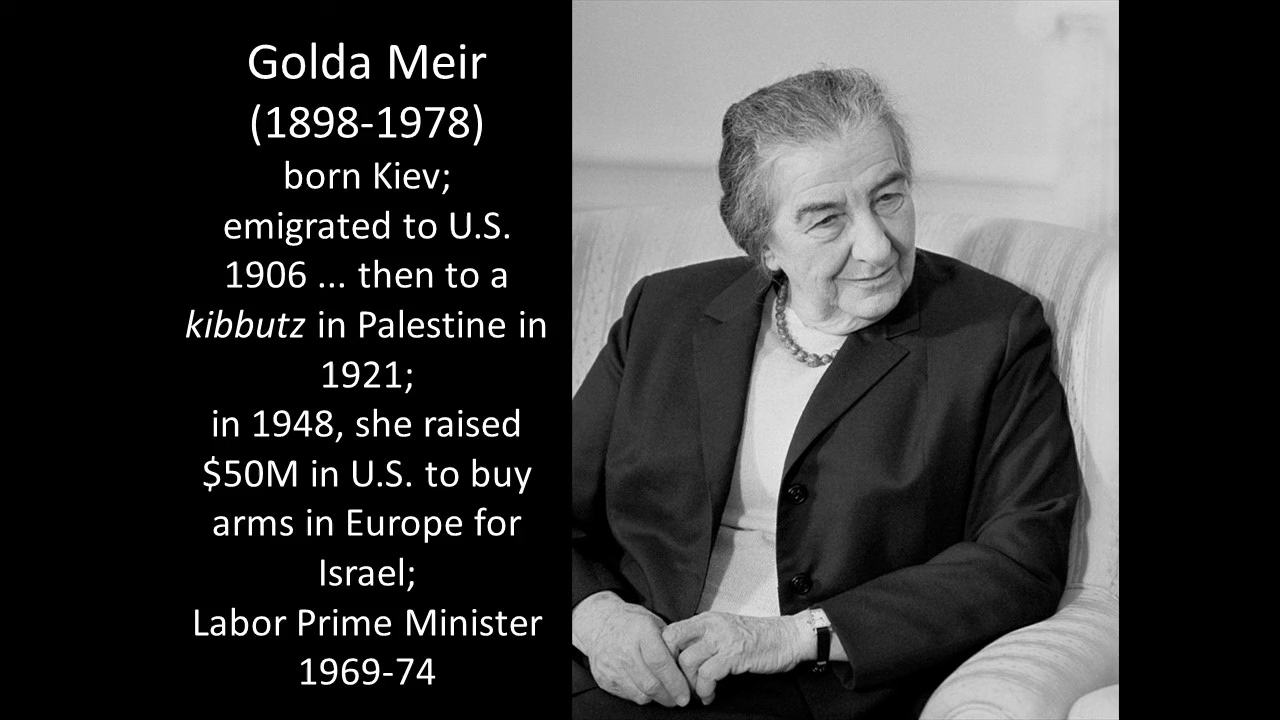 Golda Meir
(1898-1978)
born Kiev;
emigrated to U.S.
1906 ... then to a
kibbutz in Palestine in
1921;
in 1948, she raised
$50M in U.S. to buy
arms in Europe for
Israel;
Labor Prime Minister
1969-74